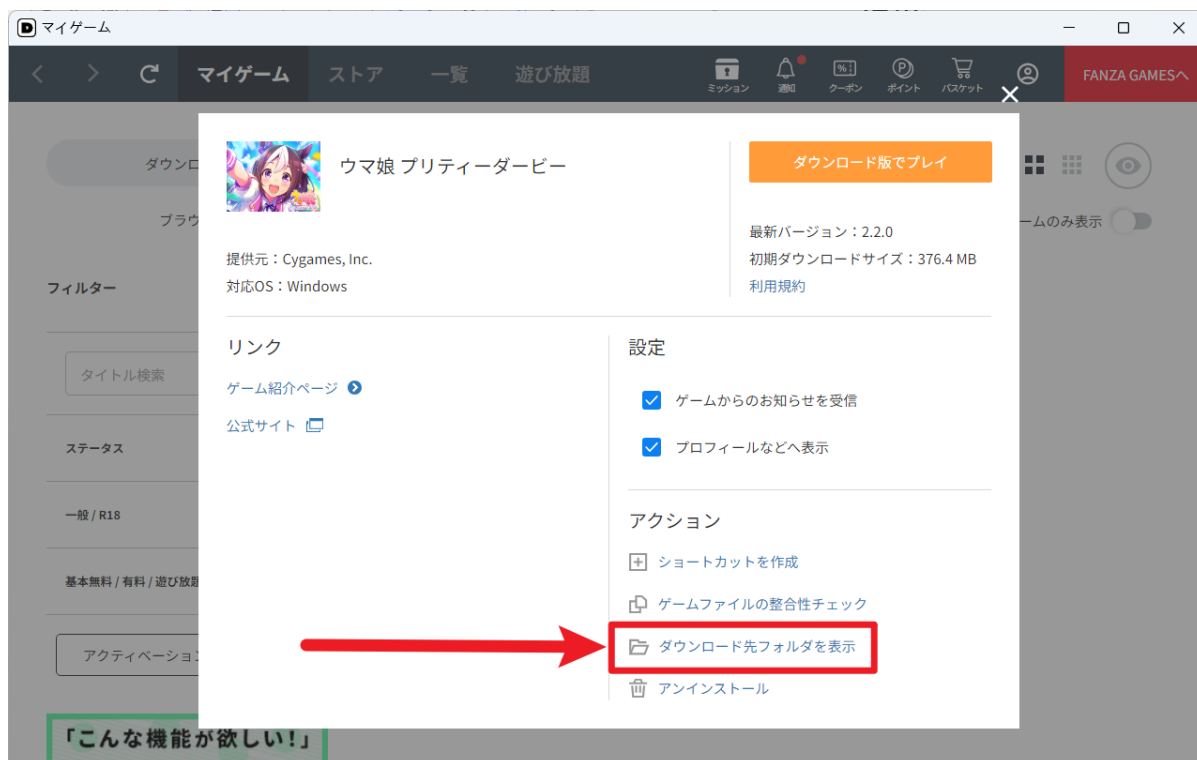 マイゲーム
マイゲーム ストア 一覧 遊び放題
ミッション 通知 クーポン ポイント バスケット
FANZA GAMESへ
ダウンロ
ブラウ
ームのみ表示
フィルター
タイトル検索
ステータス
一般 / R18
基本無料 / 有料 / 遊び放題
アクティベーショ
「こんな機能が欲しい!」
ウマ娘 プリティーダービー
ダウンロード版でプレイ
提供元：Cygames, Inc.
対応OS：Windows
最新バージョン：2.2.0
初期ダウンロードサイズ：376.4 MB
利用規約
リンク
ゲーム紹介ページ
公式サイト
設定
ゲームからのお知らせを受信
プロフィールなどへ表示
アクション
ショートカットを作成
ゲームファイルの整合性チェック
ダウンロード先フォルダを表示
アンインストール